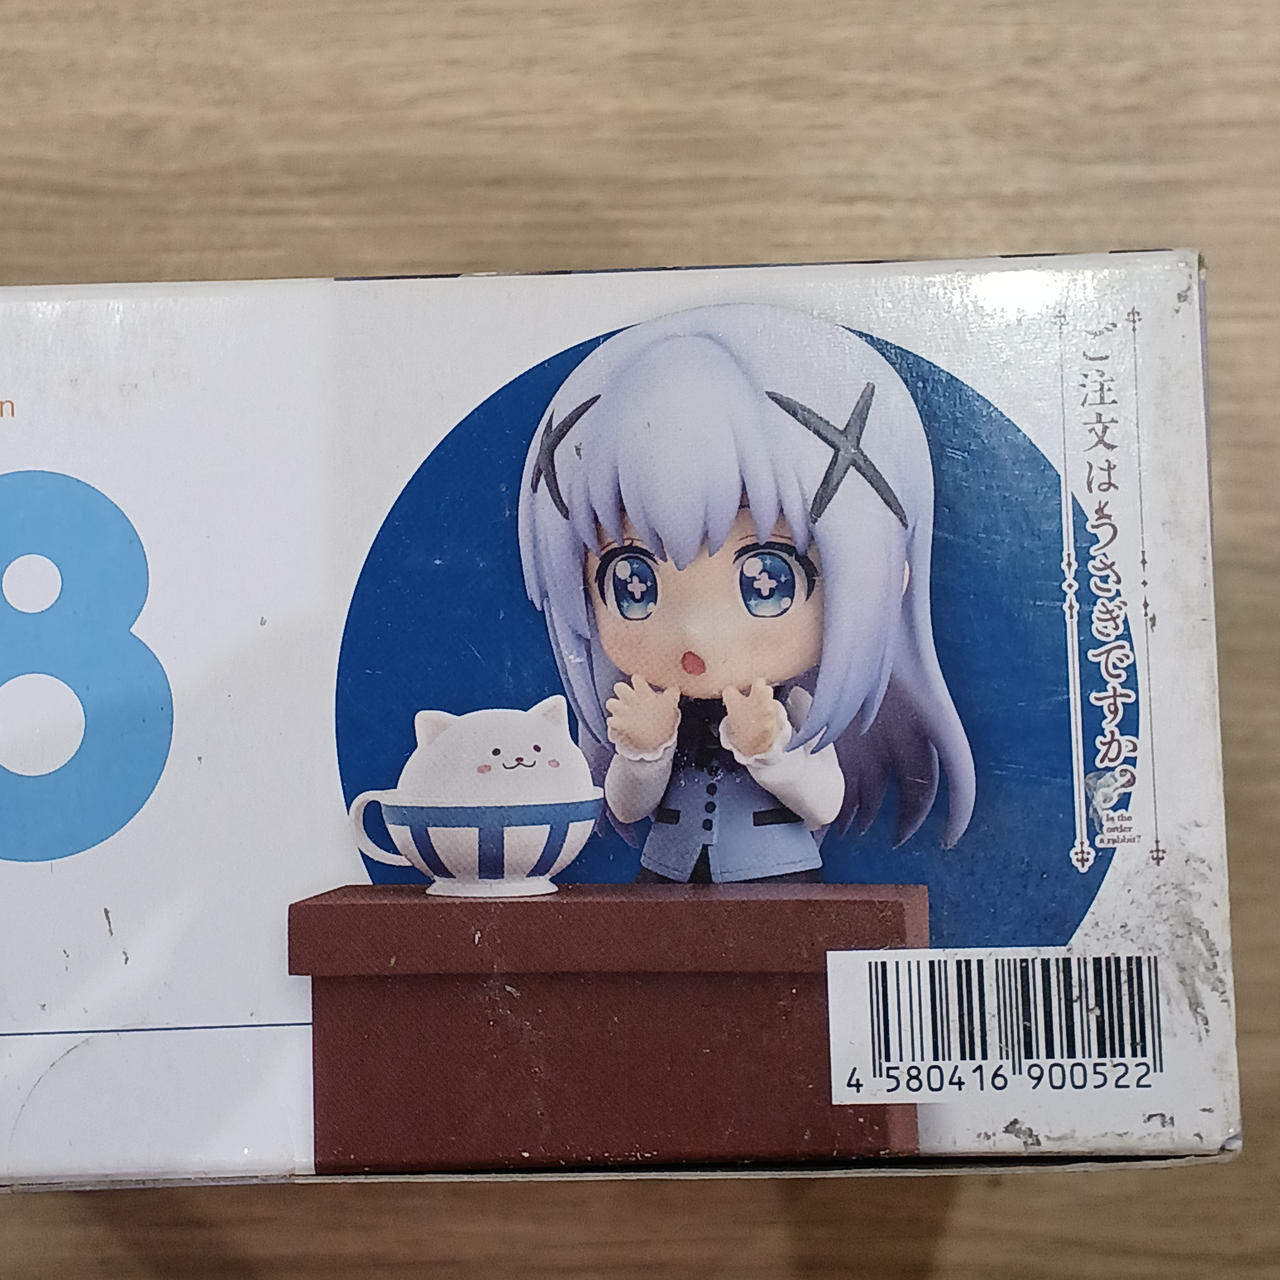 n
8
ご注文はうさぎですか?
Is the
order
a rabbit?
4 580416 900522